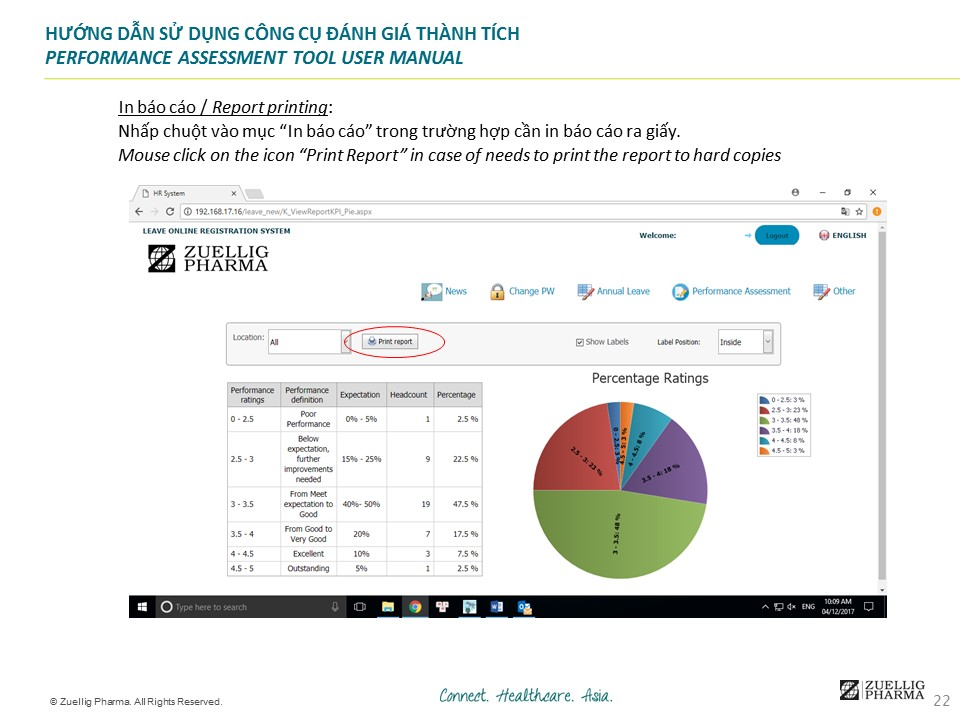 HƯỚNG DẪN SỬ DỤNG CÔNG CỤ ĐÁNH GIÁ THÀNH TÍCH
PERFORMANCE ASSESSMENT TOOL USER MANUAL
In báo cáo / Report printing:
Nhấp chuột vào mục “In báo cáo” trong trường hợp cần in báo cáo ra giấy.
Mouse click on the icon “Print Report” in case of needs to print the report to hard copies
HR System
192.168.17.16/leave_new/K_ViewReportKPI_Pie.aspx
LEAVE ONLINE REGISTRATION SYSTEM
Welcome:
Logout
ENGLISH
ZUELLIG
PHARMA
News
Change PW
Annual Leave
Performance Assessment
Other
Location:
All
Print report
Show Labels
Label Position:
Inside
Performance ratings
Performance definition
Expectation
Headcount
Percentage
0 - 2.5
Poor Performance
0% - 5%
1
2.5 %
2.5 - 3
Below expectation, further improvements needed
15% - 25%
9
22.5 %
3 - 3.5
From Meet expectation to Good
40%- 50%
19
47.5 %
3.5 - 4
From Good to Very Good
20%
7
17.5 %
4 - 4.5
Excellent
10%
3
7.5 %
4.5 - 5
Outstanding
5%
1
2.5 %
Percentage Ratings
0 - 2.5: 3 %
4.5 - 5: 3 %
4 - 4.5: 8 %
3.5 - 4: 18 %
2.5 - 3: 23 %
3 - 3.5: 48 %
0 - 2.5: 3 %
2.5 - 3: 23 %
3 - 3.5: 48 %
3.5 - 4: 18 %
4 - 4.5: 8 %
4.5 - 5: 3 %
Type here to search
ENG
10:09 AM
04/12/2017
© Zuellig Pharma. All Rights Reserved.
Connect. Healthcare. Asia.
ZUELLIG
PHARMA
22